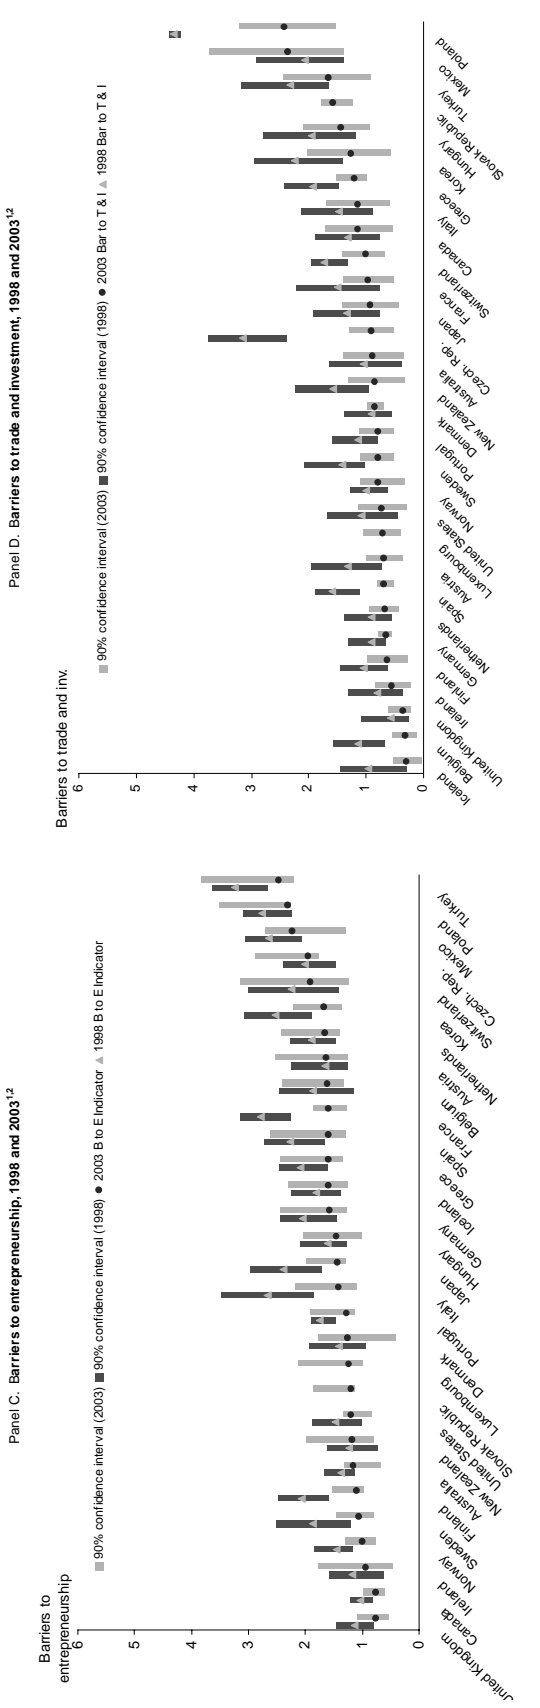 Panel C. Barriers to entrepreneurship, 1998 and 2003¹,²
Barriers to
entrepreneurship
90% confidence interval (2003) 90% confidence interval (1998) 2003 B to E Indicator 1998 B to E Indicator
6
5
4
3
2
1
0
United Kingdom
Canada
Ireland
Norway
Sweden
Finland
Australia
New Zealand
United States
Slovak Republic
Luxembourg
Denmark
Portugal
Italy
Japan
Hungary
Germany
Iceland
Greece
Spain
France
Belgium
Austria
Netherlands
Korea
Switzerland
Czech. Rep.
Mexico
Poland
Turkey
Panel D. Barriers to trade and investment, 1998 and 2003¹,²
Barriers to trade and inv.
90% confidence interval (2003) 90% confidence interval (1998) 2003 Bar to T & I 1998 Bar to T & I
6
5
4
3
2
1
0
Iceland
Belgium
United Kingdom
Ireland
Finland
Germany
Netherlands
Spain
Austria
Luxembourg
United States
Norway
Sweden
Portugal
Denmark
New Zealand
Australia
Czech. Rep.
Japan
France
Switzerland
Canada
Italy
Greece
Korea
Hungary
Slovak Republic
Turkey
Mexico
Poland